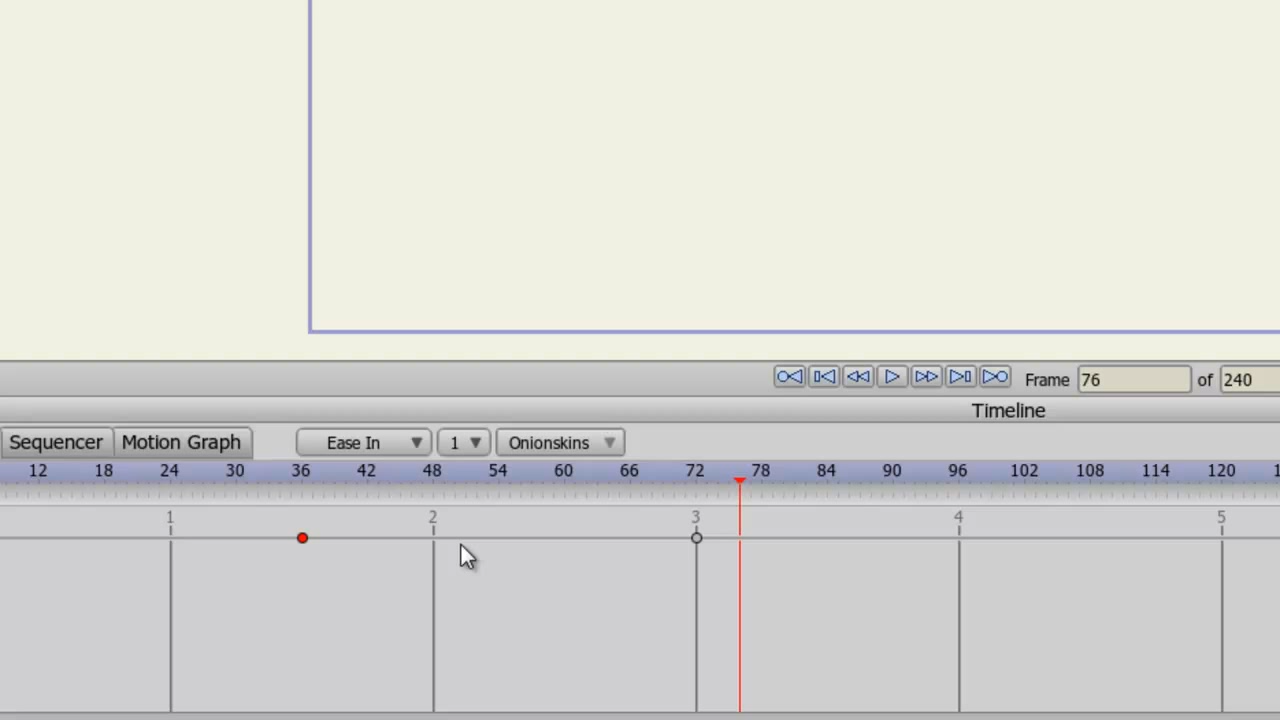 Frame 76 of 240
Timeline
Sequencer Motion Graph Ease In 1 Onionskins
12 18 24 30 36 42 48 54 60 66 72 78 84 90 96 102 108 114 120
1 2 3 4 5